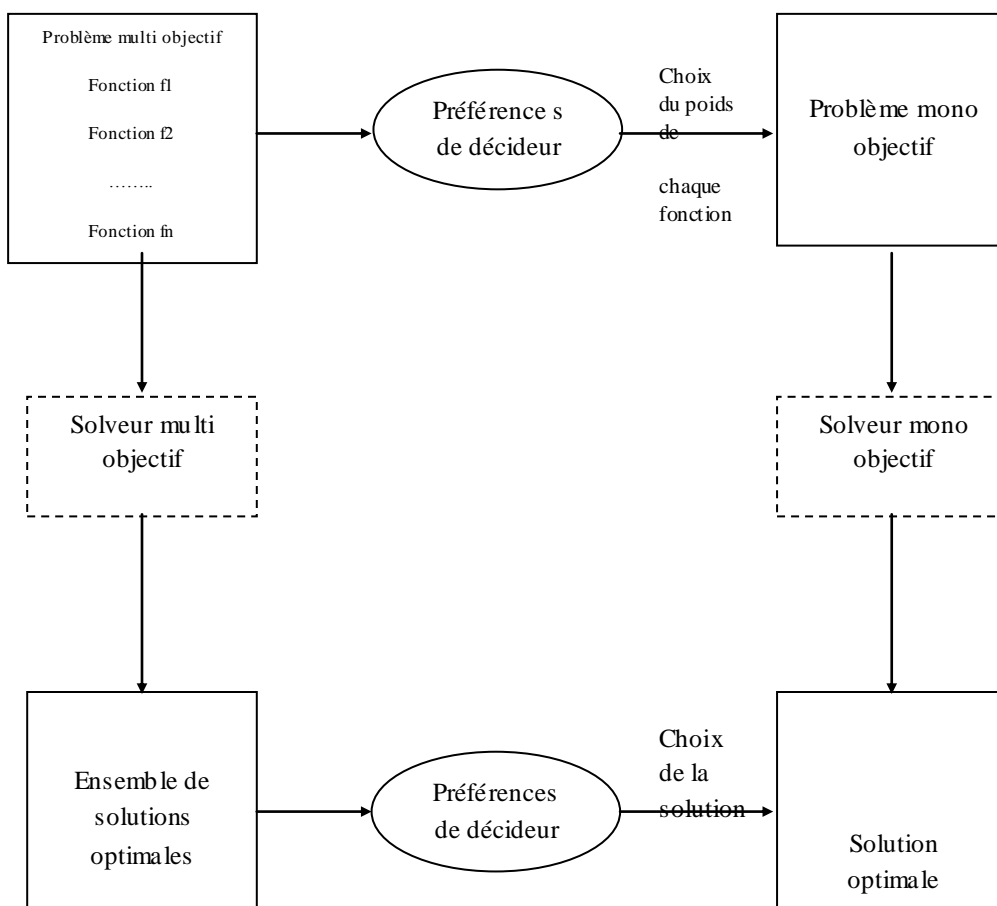 Problème multi objectif
Fonction f1
Fonction f2
……..
Fonction fn
Préférence s
de décideur
Choix
du poids
de
chaque
fonction
Problème mono
objectif
Solveur multi
objectif
Solveur mono
objectif
Ensemble de
solutions
optimales
Préférences
de décideur
Choix
de la
solution
Solution
optimale